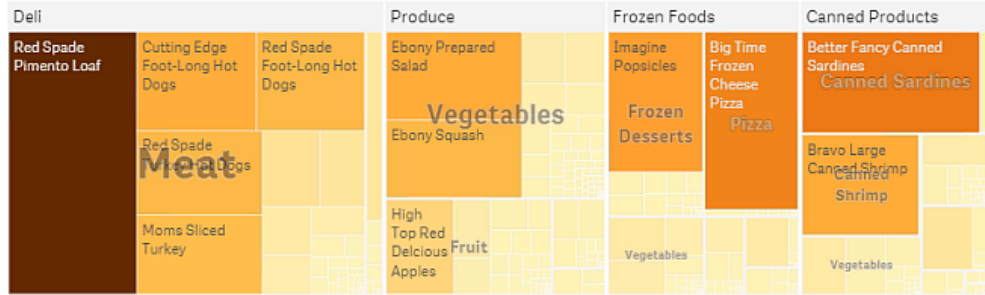 Deli
Produce
Frozen Foods
Canned Products
Red Spade
Pimento Loaf
Cutting Edge
Foot-Long Hot
Dogs
Red Spade
Foot-Long Hot
Dogs
Red Spade
Turkey Hot Dogs
Meat
Moms Sliced
Turkey
Ebony Prepared
Salad
Vegetables
Ebony Squash
High
Top Red
Delcious
Apples
Fruit
Imagine
Popsicles
Frozen
Desserts
Big Time
Frozen
Cheese
Pizza
Pizza
Vegetables
Better Fancy Canned
Sardines
Canned Sardines
Bravo Large
Canned Shrimp
Canned
Shrimp
Vegetables